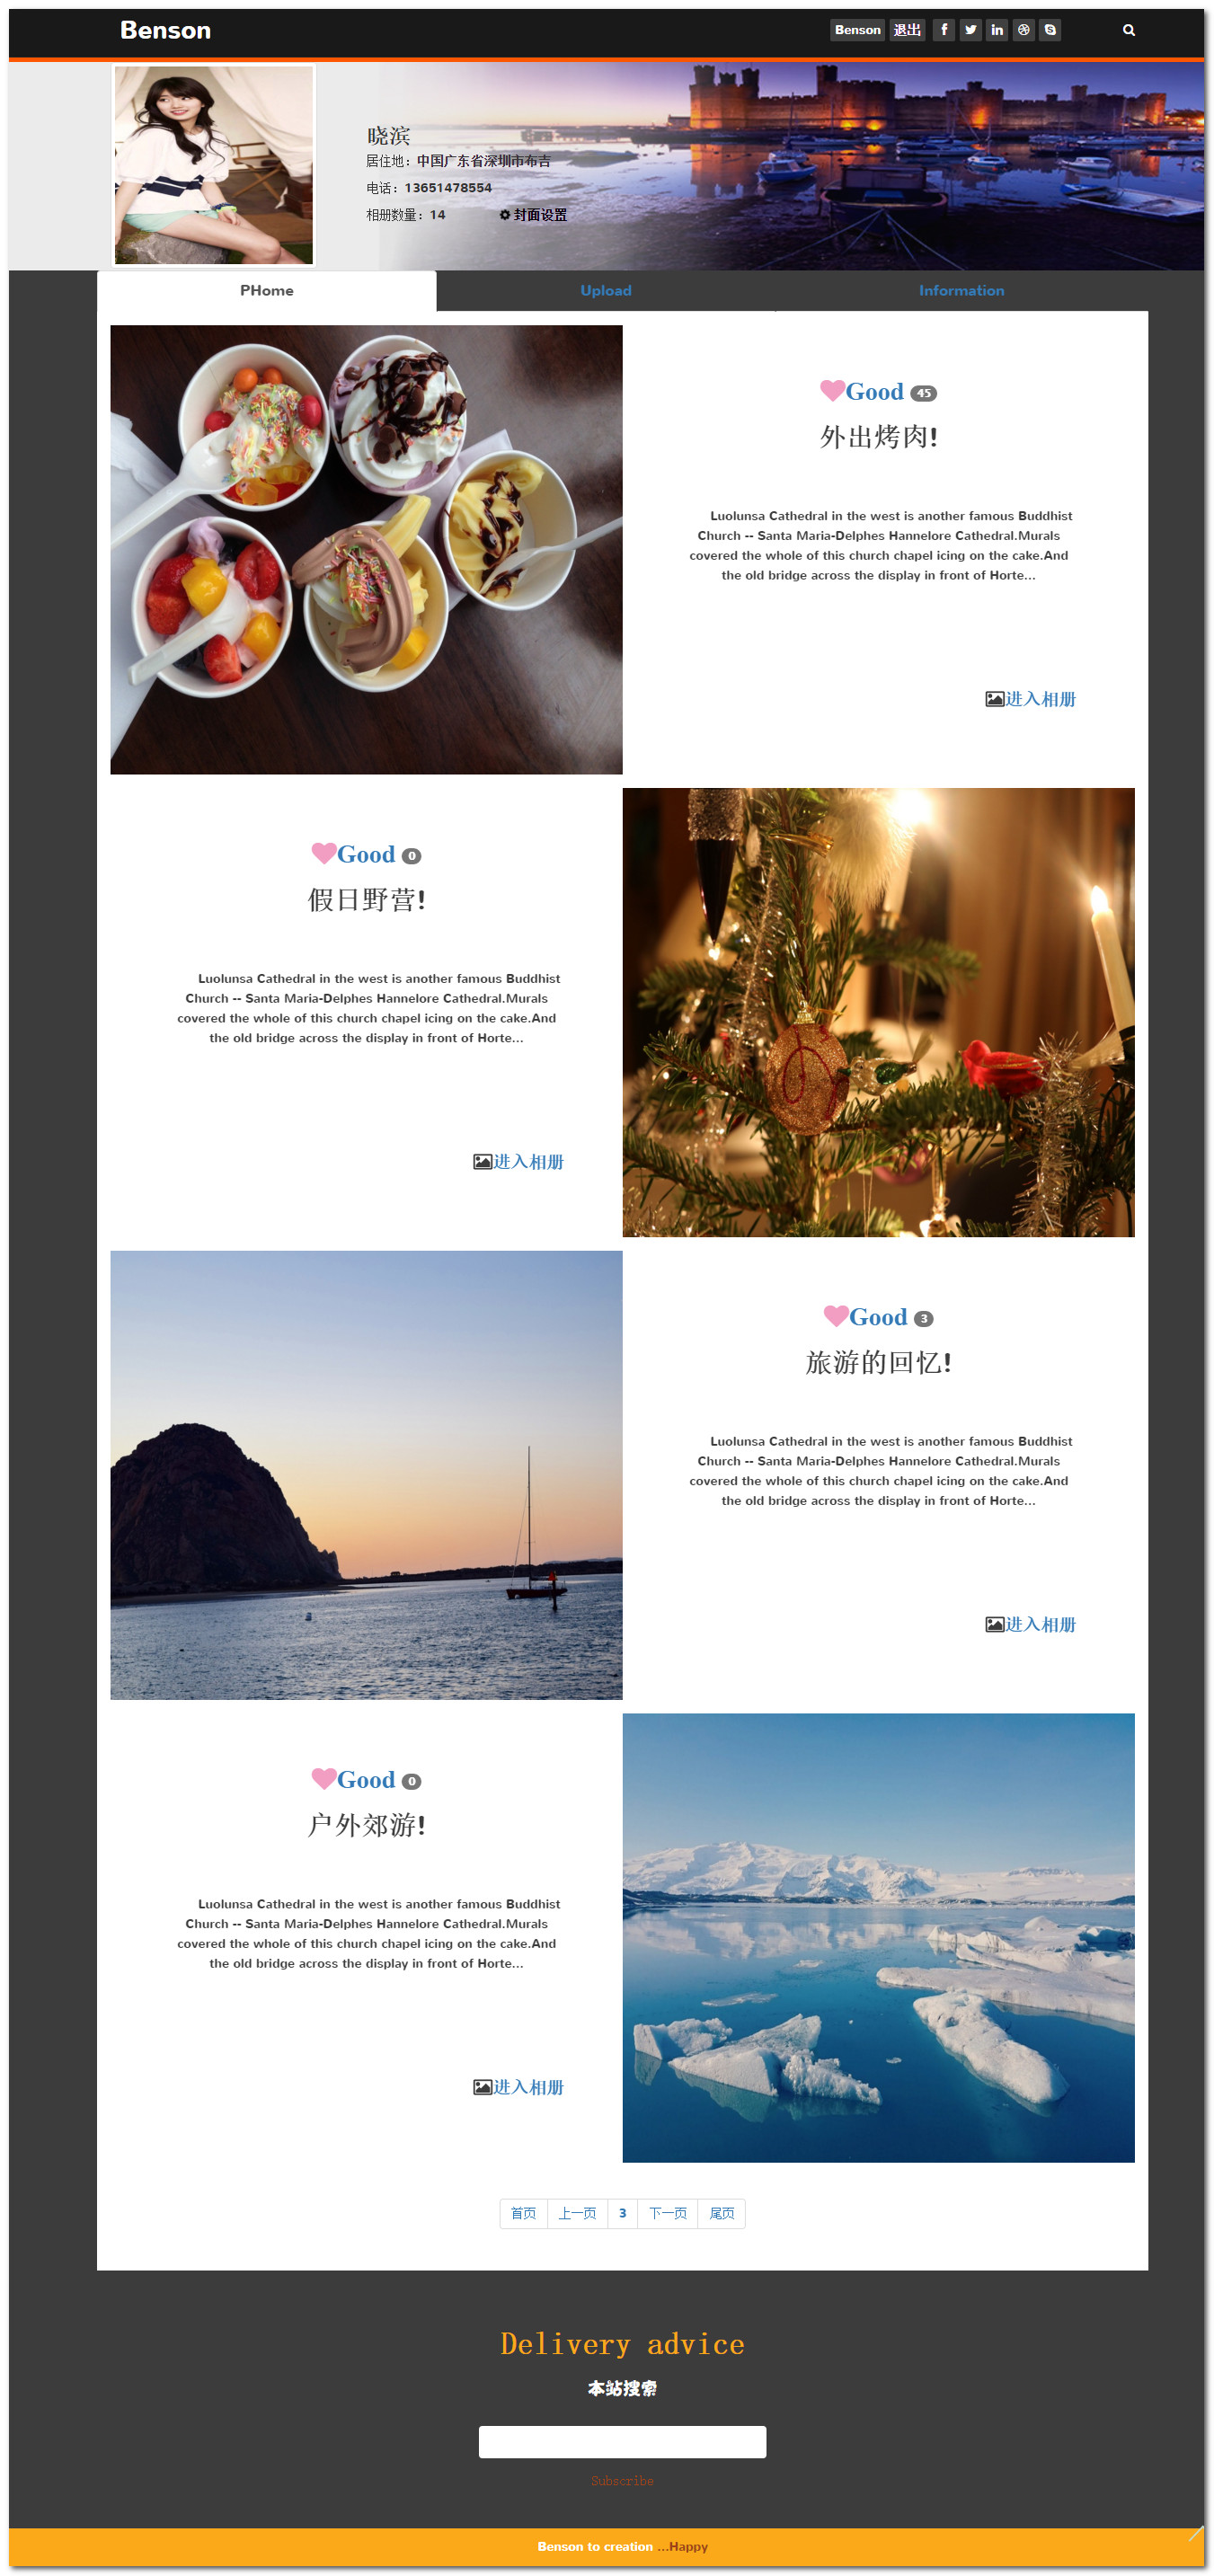 Benson
Benson 退出
晓滨
居住地：中国广东省深圳市布吉
电话：13651478554
相册数量：14 封面设置
PHome Upload Information
Good 45
外出烤肉!
Luolunsa Cathedral in the west is another famous Buddhist
Church -- Santa Maria-Delphes Hannelore Cathedral.Murals
covered the whole of this church chapel icing on the cake.And
the old bridge across the display in front of Horte...
进入相册
Good 0
假日野营!
Luolunsa Cathedral in the west is another famous Buddhist
Church -- Santa Maria-Delphes Hannelore Cathedral.Murals
covered the whole of this church chapel icing on the cake.And
the old bridge across the display in front of Horte...
进入相册
Good 3
旅游的回忆!
Luolunsa Cathedral in the west is another famous Buddhist
Church -- Santa Maria-Delphes Hannelore Cathedral.Murals
covered the whole of this church chapel icing on the cake.And
the old bridge across the display in front of Horte...
进入相册
Good 0
户外郊游!
Luolunsa Cathedral in the west is another famous Buddhist
Church -- Santa Maria-Delphes Hannelore Cathedral.Murals
covered the whole of this church chapel icing on the cake.And
the old bridge across the display in front of Horte...
进入相册
首页 上一页 3 下一页 尾页
Delivery advice
本站搜索
Subscribe
Benson to creation ...Happy